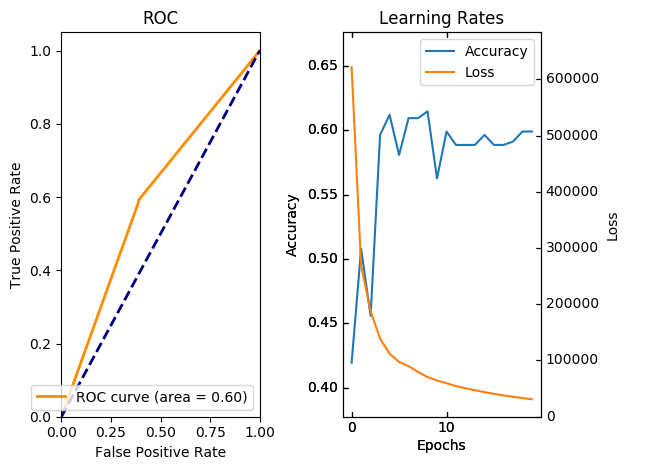 ROC
1.0
0.8
0.6
0.4
0.2
0.0
True Positive Rate
0.00 0.25 0.50 0.75 1.00
False Positive Rate
ROC curve (area = 0.60)
Learning Rates
Accuracy
Loss
0.65
0.60
0.55
0.50
0.45
0.40
Accuracy
600000
500000
400000
300000
200000
100000
0
Loss
0 10
Epochs